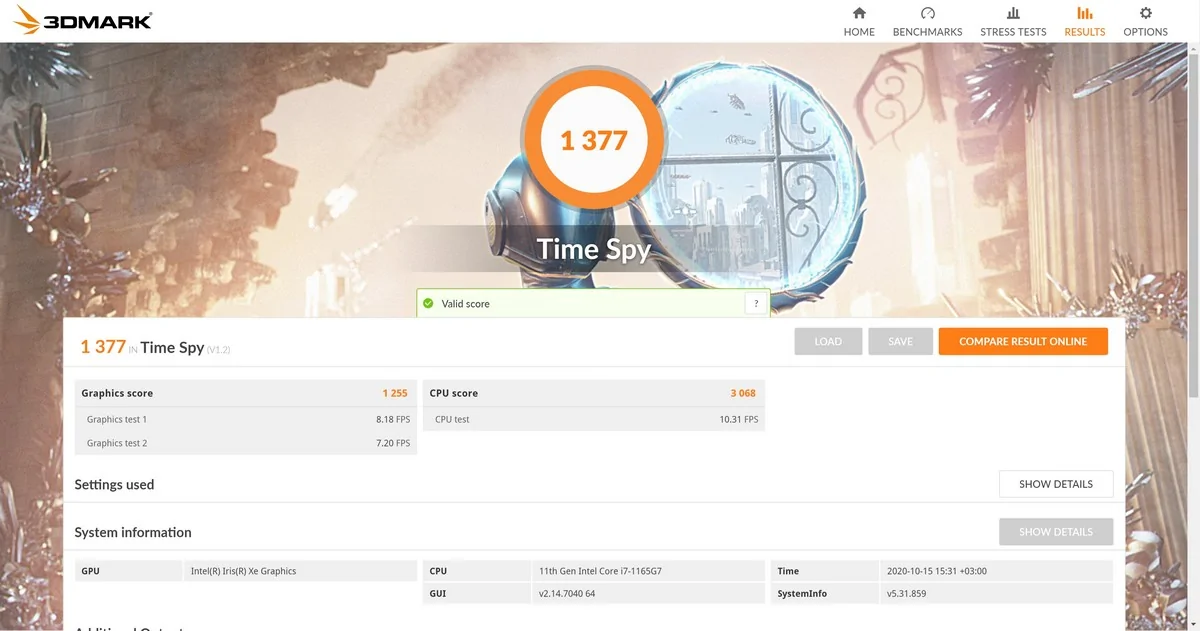 3DMARK
HOME BENCHMARKS STRESS TESTS RESULTS OPTIONS
1 377
Time Spy
Valid score ?
1 377 IN Time Spy (V1.2) LOAD SAVE COMPARE RESULT ONLINE
Graphics score 1 255 CPU score 3 068
Graphics test 1 8.18 FPS CPU test 10.31 FPS
Graphics test 2 7.20 FPS
Settings used SHOW DETAILS
System information SHOW DETAILS
GPU Intel(R) Iris(R) Xe Graphics CPU 11th Gen Intel Core i7-1165G7 Time 2020-10-15 15:31 +03:00
GUI v2.14.7040 64 SystemInfo v5.31.859